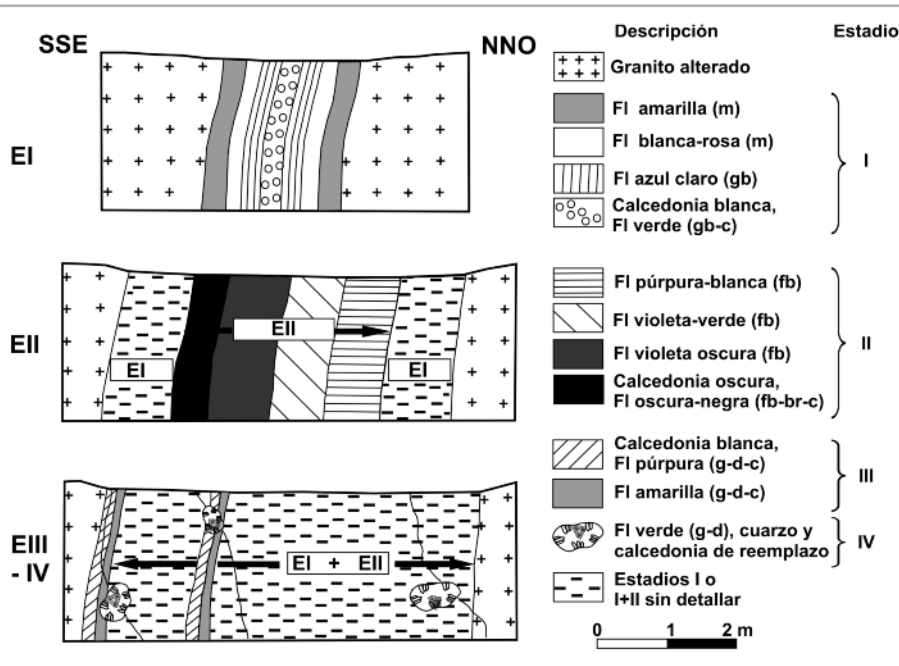 SSE
NNO
Descripción
Estadio
Granito alterado
EI
Fl amarilla (m)
Fl blanca-rosa (m)
Fl azul claro (gb)
Calcedonia blanca,
Fl verde (gb-c)
I
EII
EII
EI
EI
Fl púrpura-blanca (fb)
Fl violeta-verde (fb)
Fl violeta oscura (fb)
Calcedonia oscura,
Fl oscura-negra (fb-br-c)
II
EIII
- IV
EI + EII
Calcedonia blanca,
Fl púrpura (g-d-c)
Fl amarilla (g-d-c)
III
Fl verde (g-d), cuarzo y
calcedonia de reemplazo
IV
Estadios I o
I+II sin detallar
0 1 2 m